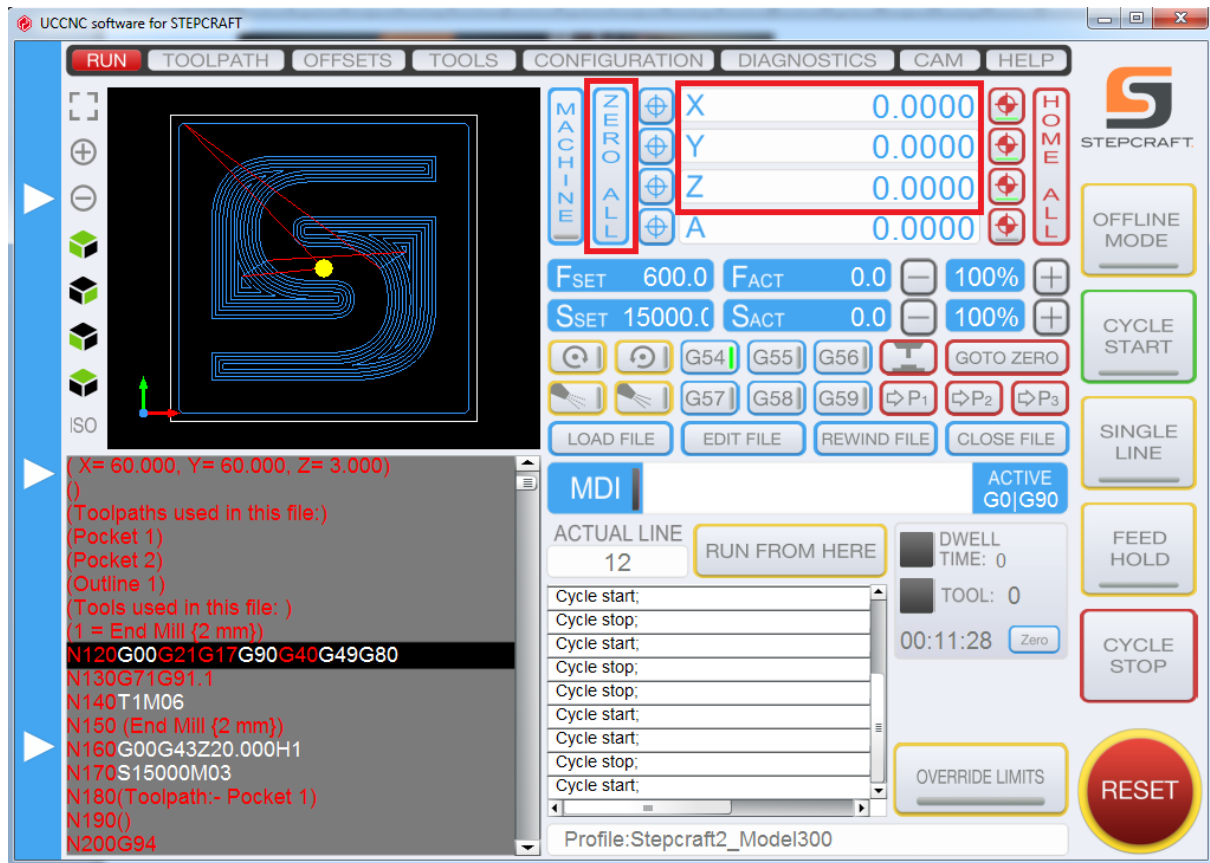 UCCNC software for STEPCRAFT
RUN TOOLPATH OFFSETS TOOLS CONFIGURATION DIAGNOSTICS CAM HELP
ISO
MACHINE
ZERO ALL
X 0.0000
Y 0.0000
Z 0.0000
A 0.0000
HOME ALL
FSET 600.0 FACT 0.0 100%
SSET 15000.( SACT 0.0 100%
G54 G55 G56 GOTO ZERO
G57 G58 G59 P1 P2 P3
LOAD FILE EDIT FILE REWIND FILE CLOSE FILE
MDI ACTIVE
G0|G90
( X= 60.000, Y= 60.000, Z= 3.000)
()
(Toolpaths used in this file:)
(Pocket 1)
(Pocket 2)
(Outline 1)
(Tools used in this file: )
(1 = End Mill {2 mm})
N120G00G21G17G90G40G49G80
N130G71G91.1
N140T1M06
N150 (End Mill {2 mm})
N160G00G43Z20.000H1
N170S15000M03
N180(Toolpath:- Pocket 1)
N190()
N200G94
ACTUAL LINE
12
RUN FROM HERE
DWELL
TIME: 0
TOOL: 0
00:11:28 Zero
Cycle start;
Cycle stop;
Cycle start;
Cycle stop;
Cycle stop;
Cycle start;
Cycle start;
Cycle stop;
Cycle start;
OVERRIDE LIMITS
Profile:Stepcraft2_Model300
STEPCRAFT
OFFLINE
MODE
CYCLE
START
SINGLE
LINE
FEED
HOLD
CYCLE
STOP
RESET